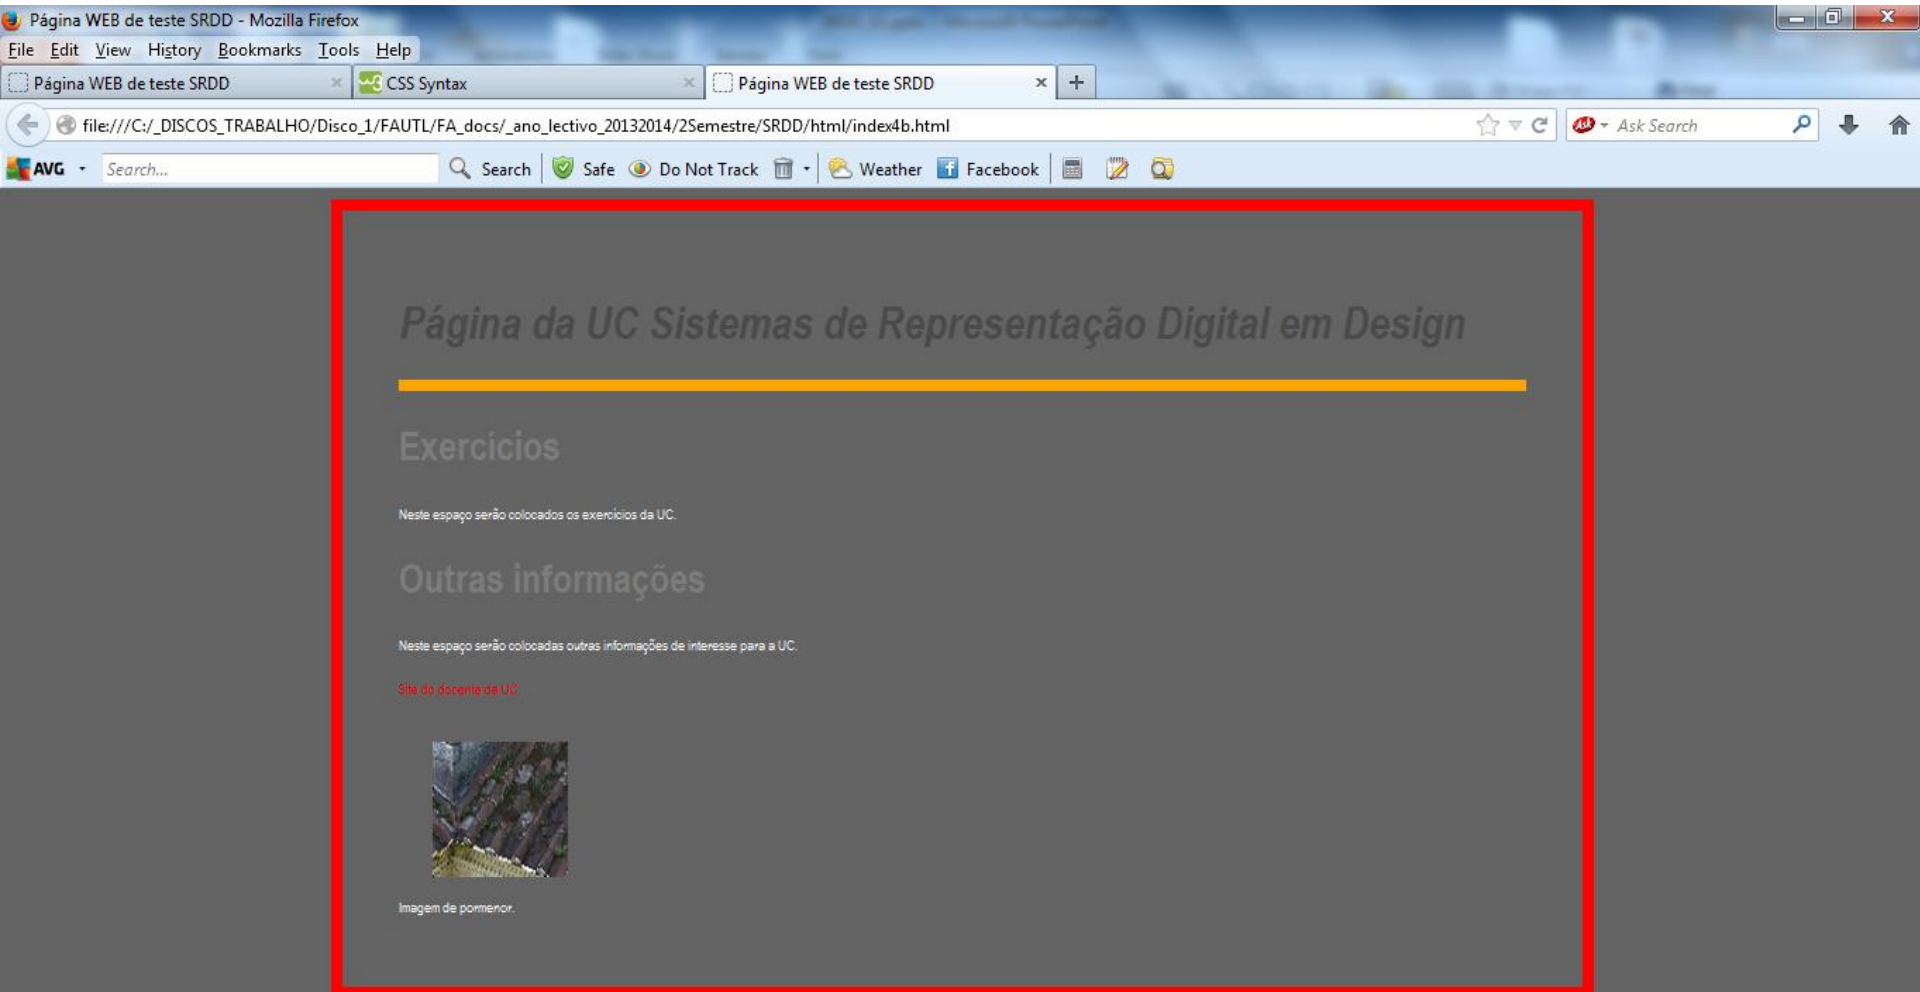 Página WEB de teste SRDD - Mozilla Firefox
File Edit View History Bookmarks Tools Help
Página WEB de teste SRDD CSS Syntax Página WEB de teste SRDD
file:///C:/_DISCOS_TRABALHO/Disco_1/FAUTL/FA_docs/_ano_lectivo_20132014/2Semestre/SRDD/html/index4b.html Ask Search
AVG Search... Search Safe Do Not Track Weather Facebook
Página da UC Sistemas de Representação Digital em Design
Exercícios
Neste espaço serão colocados os exercícios da UC.
Outras informações
Neste espaço serão colocadas outras informações de interesse para a UC.
Site do docente da UC
Imagem de pormenor.